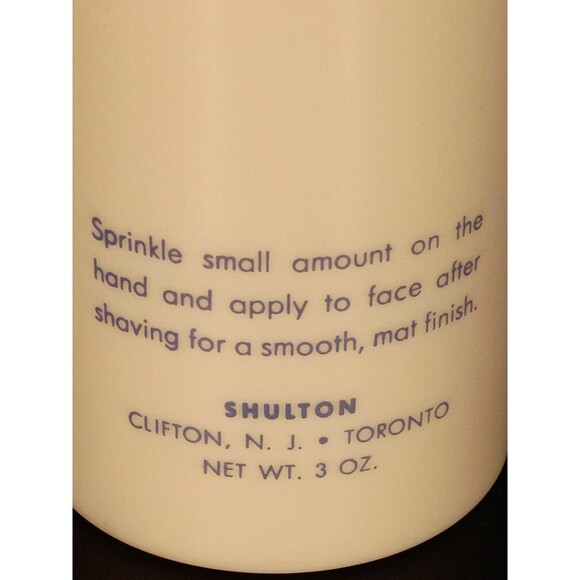 Sprinkle small amount on the
hand and apply to face after
shaving for a smooth, mat finish.
SHULTON
CLIFTON, N. J. • TORONTO
NET WT. 3 OZ.